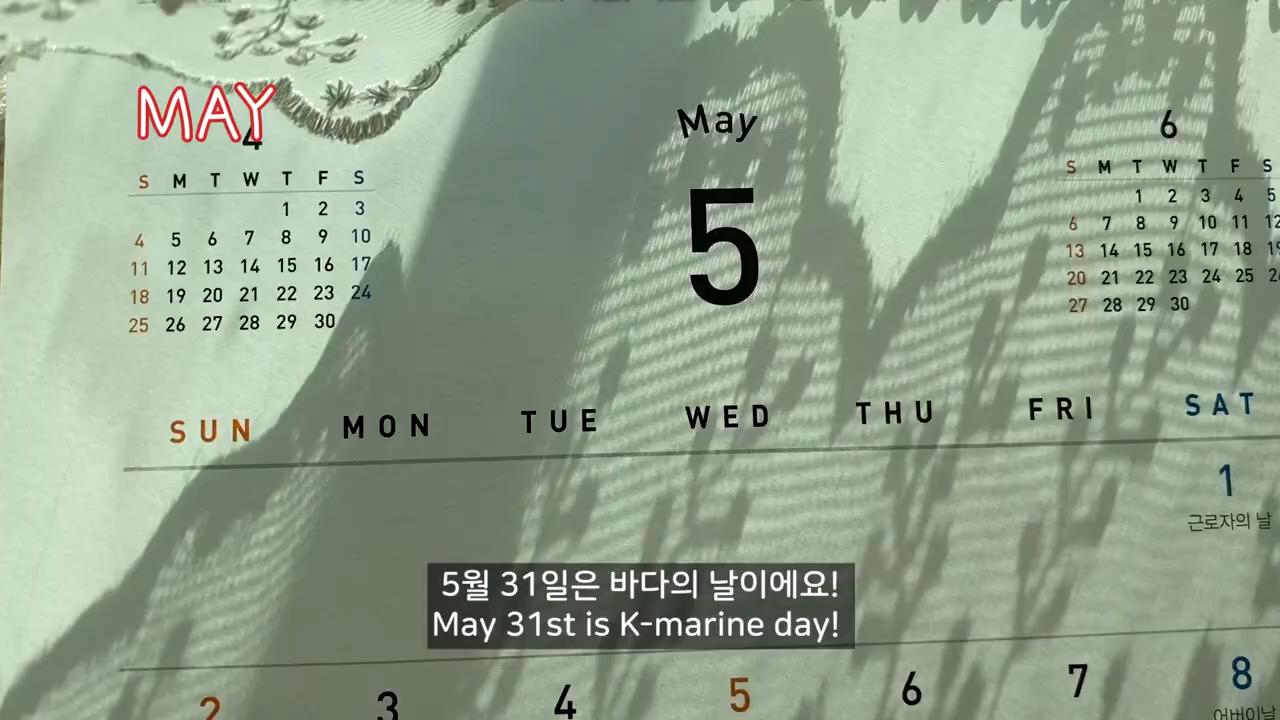 MAY
4
S M T W T F S
1 2 3
4 5 6 7 8 9 10
11 12 13 14 15 16 17
18 19 20 21 22 23 24
25 26 27 28 29 30
May
5
6
S M T W T F S
1 2 3 4 5
6 7 8 9 10 11 12
13 14 15 16 17 18
20 21 22 23 24 25
27 28 29 30
SUN MON TUE WED THU FRI SAT
1
근로자의 날
5월 31일은 바다의 날이에요!
May 31st is K-marine day!
2 3 4 5 6 7 8
어버이날